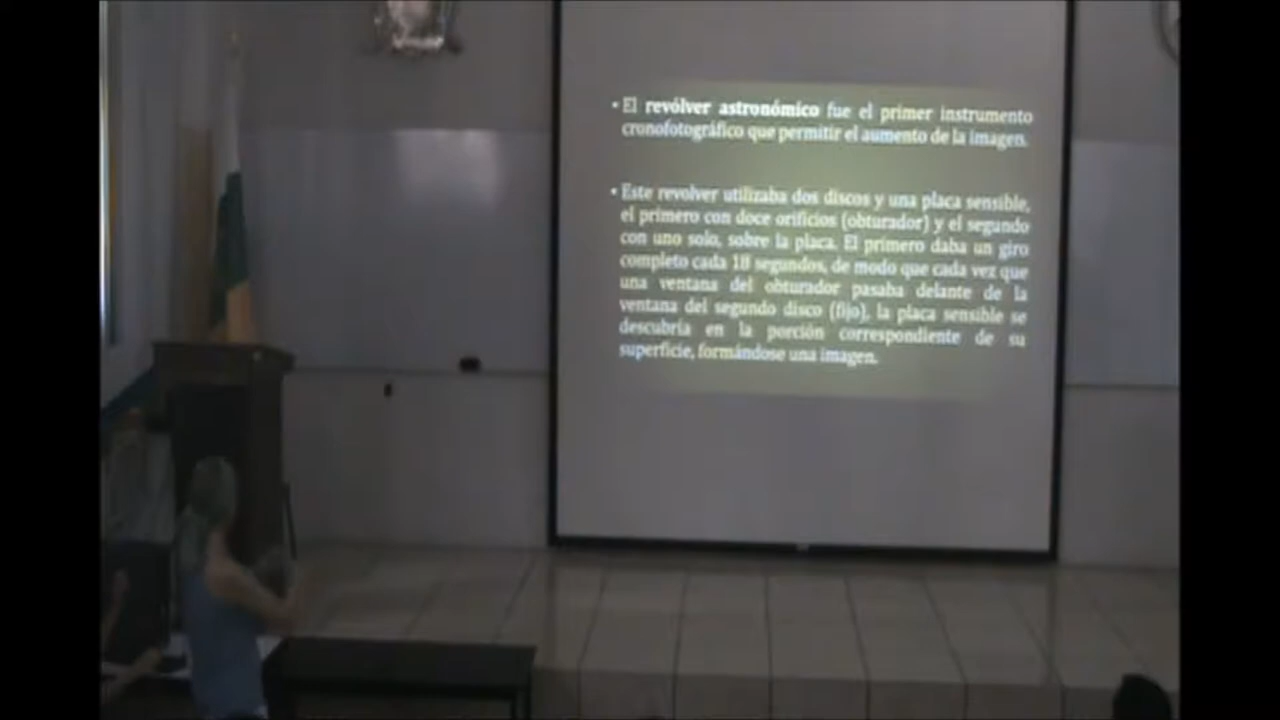 • El revólver astronómico fue el primer instrumento
cronofotográfico que permitir el aumento de la imagen.
• Este revolver utilizaba dos discos y una placa sensible,
el primero con doce orificios (obturador) y el segundo
con uno solo, sobre la placa. El primero daba un giro
completo cada 18 segundos, de modo que cada vez que
una ventana del obturador pasaba delante de la
ventana del segundo disco (fijo), la placa sensible se
descubría en la porción correspondiente de su
superficie, formándose una imagen.